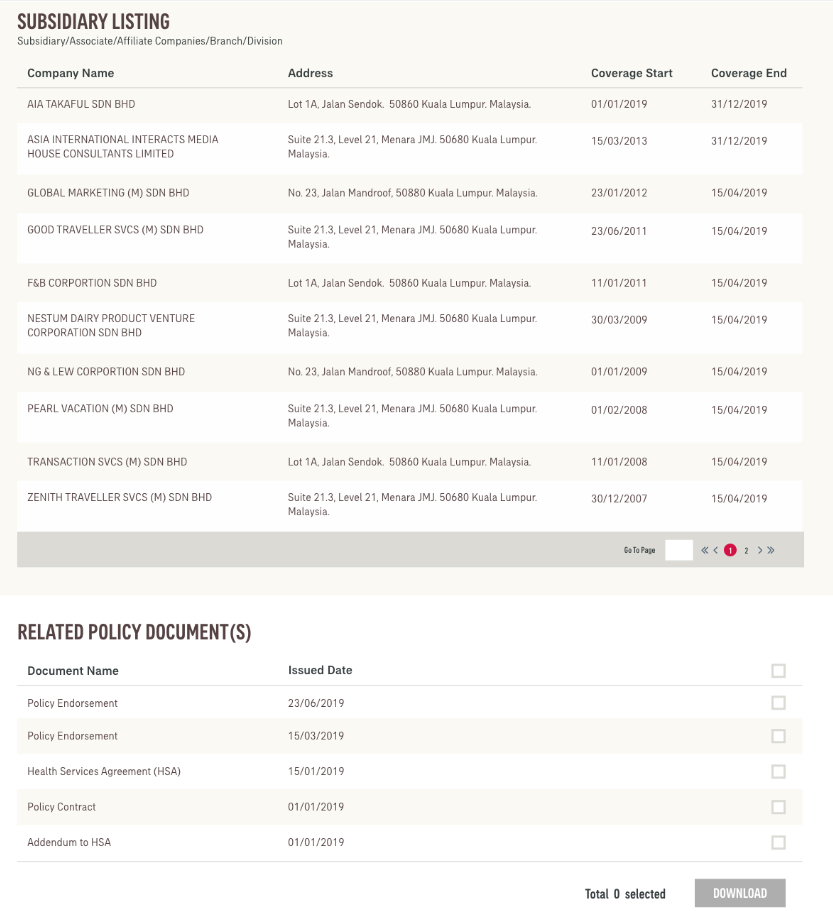 SUBSIDIARY LISTING
Subsidiary/Associate/Affiliate Companies/Branch/Division
Company Name Address Coverage Start Coverage End
AIA TAKAFUL SDN BHD Lot 1A, Jalan Sendok. 50860 Kuala Lumpur. Malaysia. 01/01/2019 31/12/2019
ASIA INTERNATIONAL INTERACTS MEDIA Suite 21.3, Level 21, Menara JMJ. 50680 Kuala Lumpur. 15/03/2013 31/12/2019
HOUSE CONSULTANTS LIMITED Malaysia.
GLOBAL MARKETING (M) SDN BHD No. 23, Jalan Mandroof, 50880 Kuala Lumpur. Malaysia. 23/01/2012 15/04/2019
GOOD TRAVELLER SVCS (M) SDN BHD Suite 21.3, Level 21, Menara JMJ. 50680 Kuala Lumpur. 23/06/2011 15/04/2019
Malaysia.
F&B CORPORTION SDN BHD Lot 1A, Jalan Sendok. 50860 Kuala Lumpur. Malaysia. 11/01/2011 15/04/2019
NESTUM DAIRY PRODUCT VENTURE Suite 21.3, Level 21, Menara JMJ. 50680 Kuala Lumpur. 30/03/2009 15/04/2019
CORPORATION SDN BHD Malaysia.
NG & LEW CORPORTION SDN BHD No. 23, Jalan Mandroof, 50880 Kuala Lumpur. Malaysia. 01/01/2009 15/04/2019
PEARL VACATION (M) SDN BHD Suite 21.3, Level 21, Menara JMJ. 50680 Kuala Lumpur. 01/02/2008 15/04/2019
Malaysia.
TRANSACTION SVCS (M) SDN BHD Lot 1A, Jalan Sendok. 50860 Kuala Lumpur. Malaysia. 11/01/2008 15/04/2019
ZENITH TRAVELLER SVCS (M) SDN BHD Suite 21.3, Level 21, Menara JMJ. 50680 Kuala Lumpur. 30/12/2007 15/04/2019
Malaysia.
Go To Page « < 1 2 > »
RELATED POLICY DOCUMENT(S)
Document Name Issued Date
Policy Endorsement 23/06/2019
Policy Endorsement 15/03/2019
Health Services Agreement (HSA) 15/01/2019
Policy Contract 01/01/2019
Addendum to HSA 01/01/2019
Total 0 selected DOWNLOAD